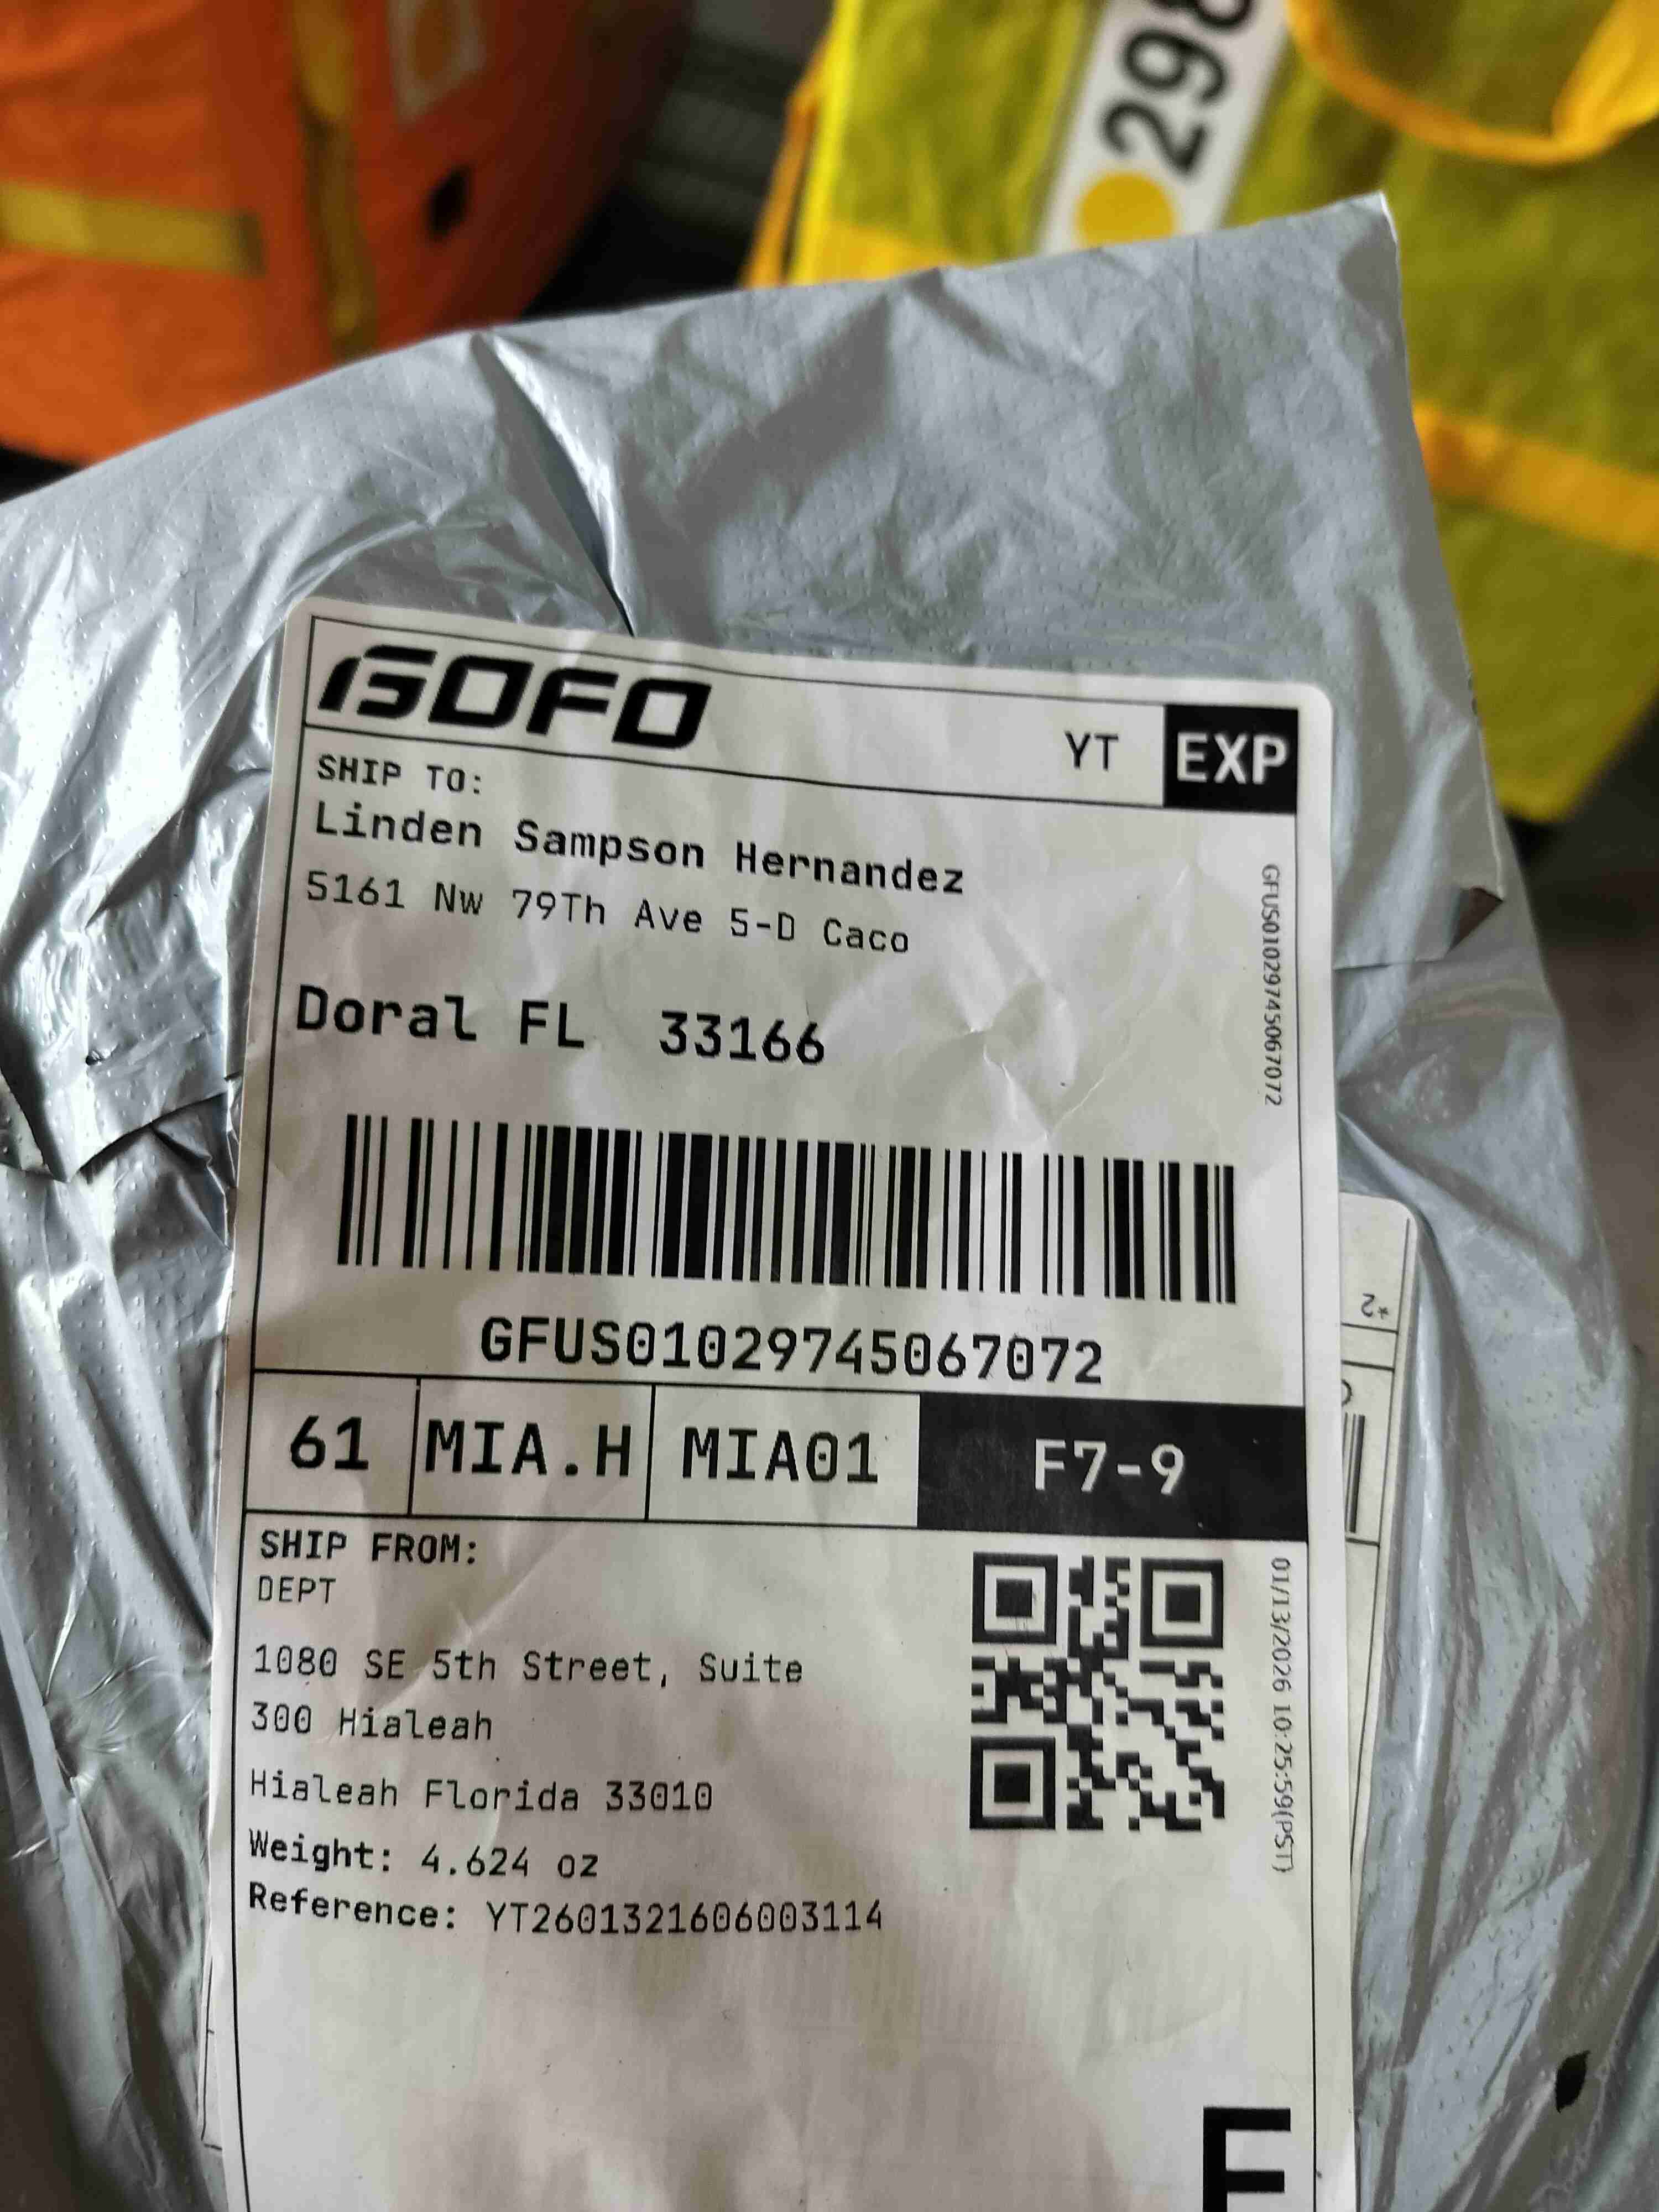 298
GOFO
YT EXP
SHIP TO:
Linden Sampson Hernandez
5161 Nw 79Th Ave 5-D Caco
Doral FL 33166
GFUS01029745067072
GFUS01029745067072
61 MIA.H MIA01 F7-9
SHIP FROM:
DEPT
1080 SE 5th Street, Suite
300 Hialeah
Hialeah Florida 33010
Weight: 4.624 oz
Reference: YT2601321606003114
01/13/2026 10:25:59(PST)
*2